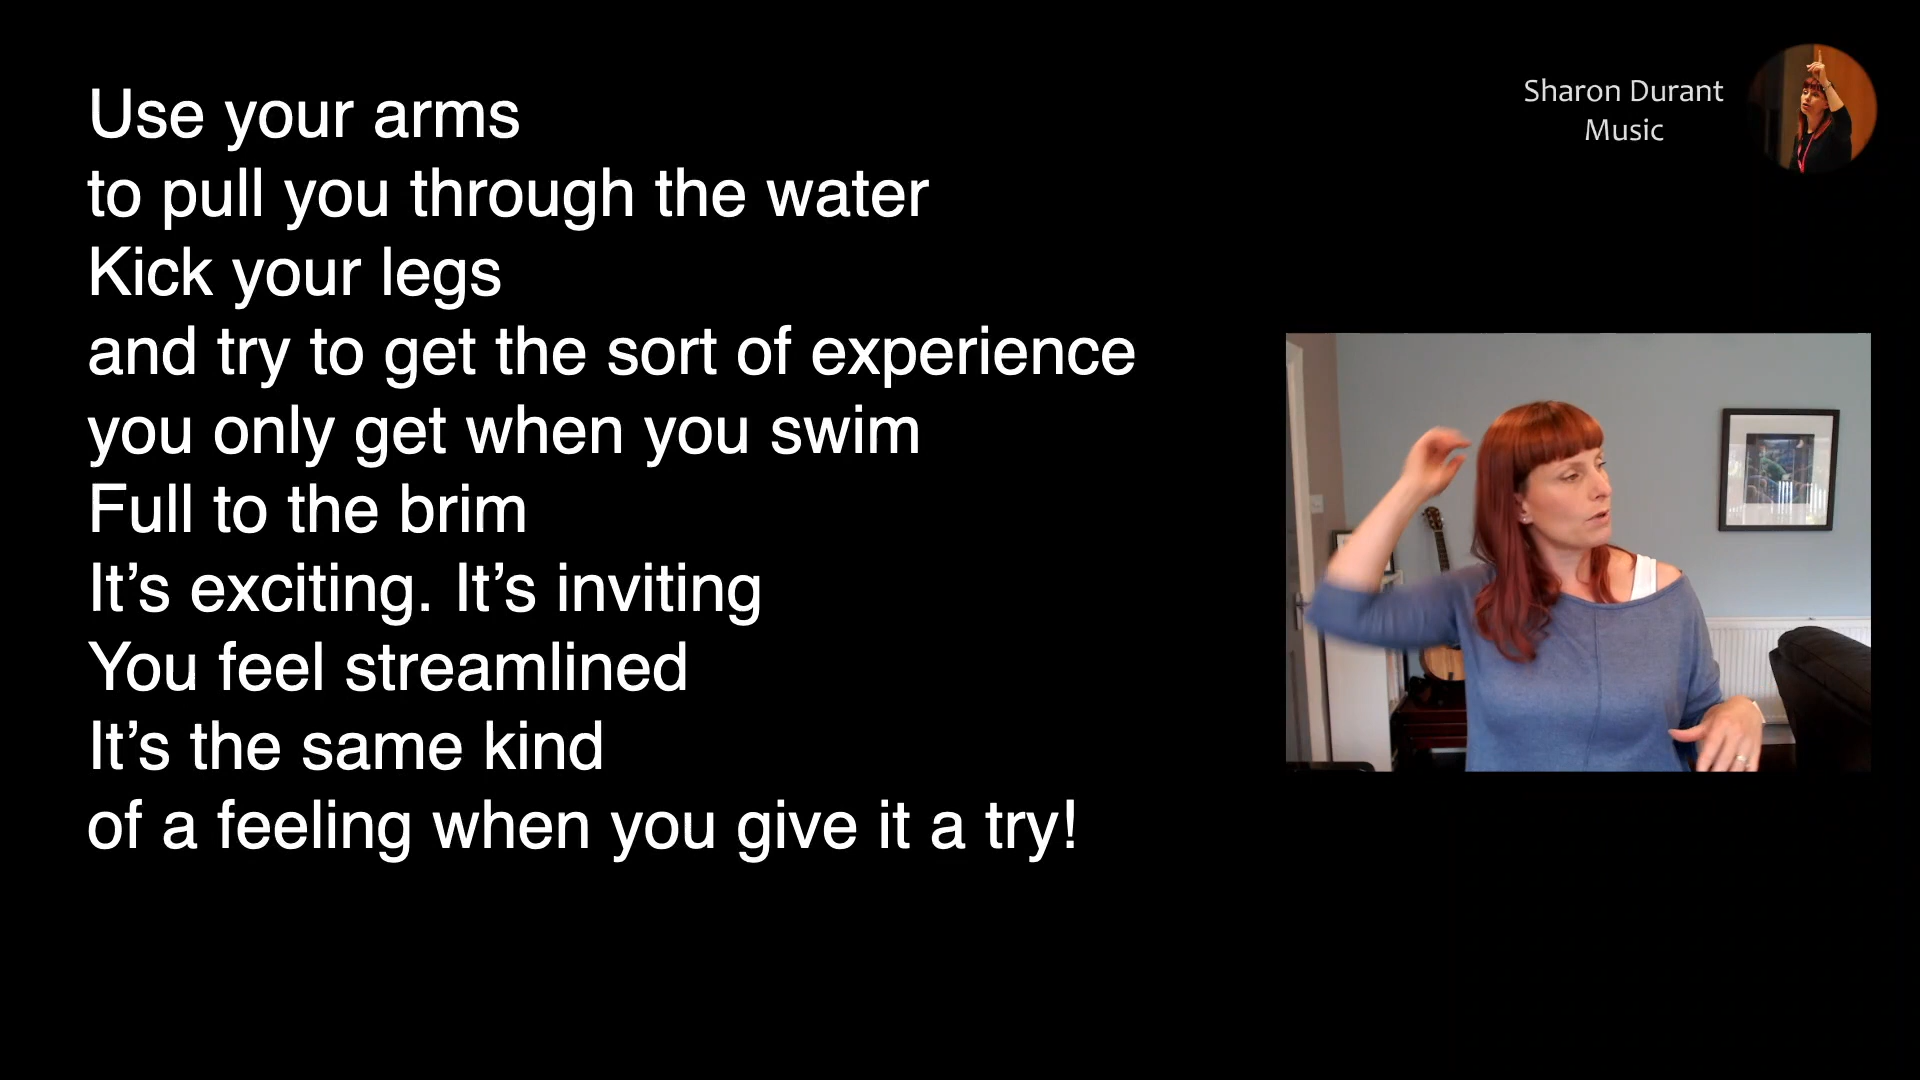 Use your arms
to pull you through the water
Kick your legs
and try to get the sort of experience
you only get when you swim
Full to the brim
It’s exciting. It’s inviting
You feel streamlined
It’s the same kind
of a feeling when you give it a try!
Sharon Durant
Music